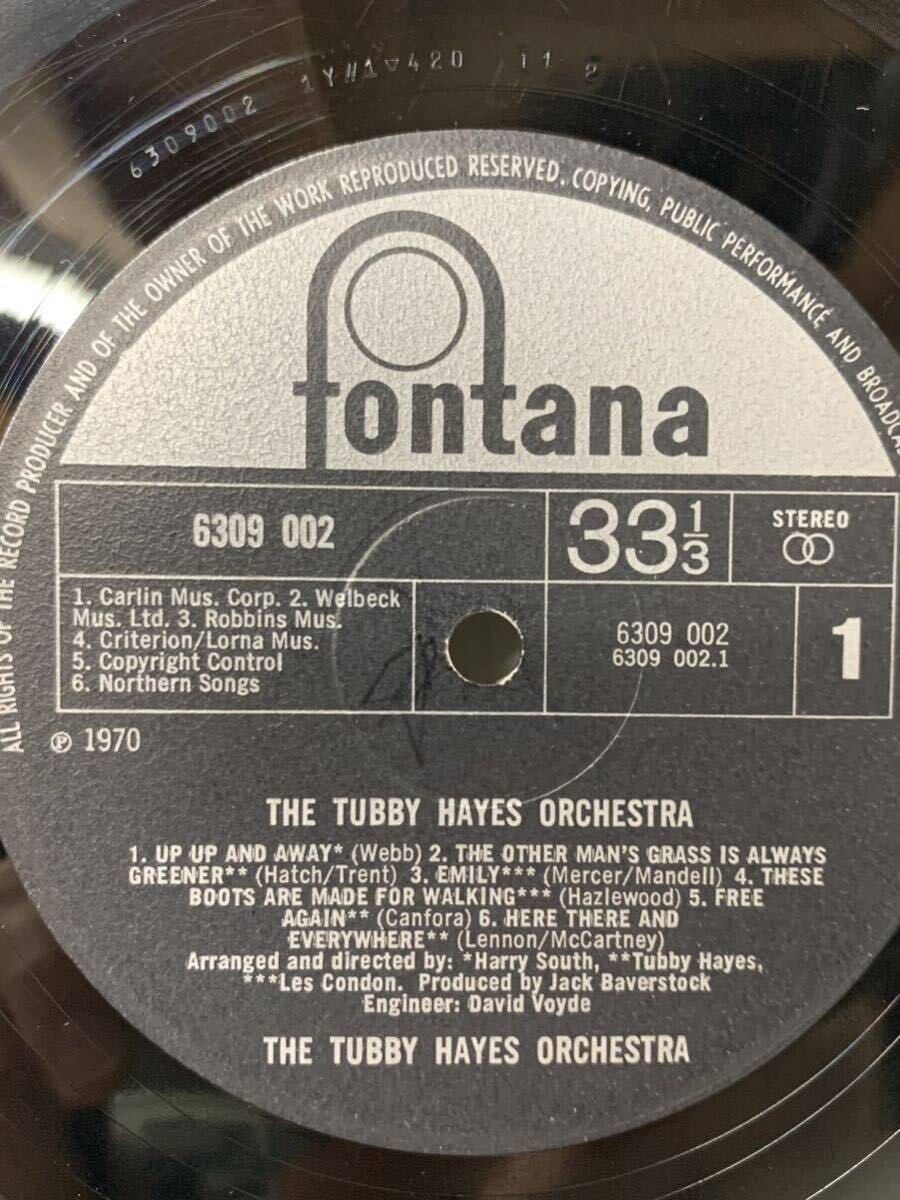 6309002 1Y//1▽420 11 2
ALL RIGHTS OF THE RECORD PRODUCER AND OF THE OWNER OF THE WORK REPRODUCED RESERVED. COPYING, PUBLIC PERFORMANCE AND
fontana
6309 002
33 1/3
STEREO
1. Carlin Mus. Corp. 2. Welbeck
Mus. Ltd. 3. Robbins Mus.
4. Criterion/Lorna Mus.
5. Copyright Control
6. Northern Songs
6309 002
6309 002.1
1
℗ 1970
THE TUBBY HAYES ORCHESTRA
1. UP UP AND AWAY* (Webb) 2. THE OTHER MAN'S GRASS IS ALWAYS
GREENER** (Hatch/Trent) 3. EMILY*** (Mercer/Mandell) 4. THESE
BOOTS ARE MADE FOR WALKING*** (Hazlewood) 5. FREE
AGAIN** (Canfora) 6. HERE THERE AND
EVERYWHERE** (Lennon/McCartney)
Arranged and directed by: *Harry South, **Tubby Hayes,
***Les Condon. Produced by Jack Baverstock
Engineer: David Voyde
THE TUBBY HAYES ORCHESTRA